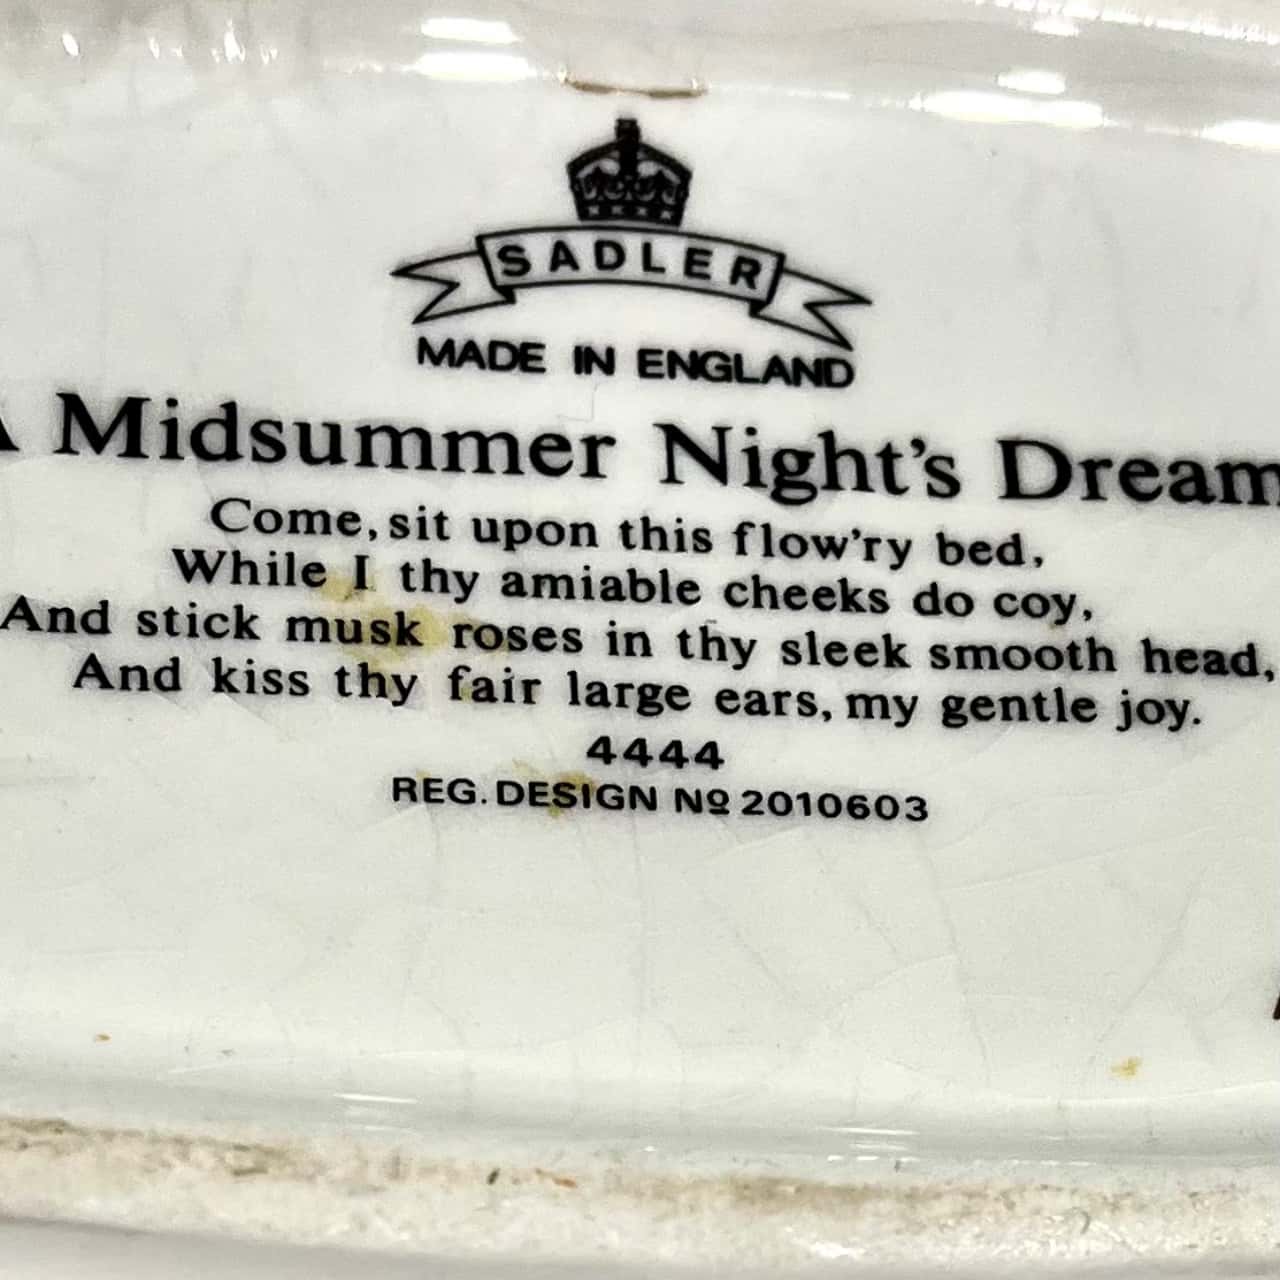 SADLER
MADE IN ENGLAND
A Midsummer Night's Dream
Come, sit upon this flow'ry bed,
While I thy amiable cheeks do coy,
And stick musk roses in thy sleek smooth head,
And kiss thy fair large ears, my gentle joy.
4444
REG. DESIGN Nº 2010603